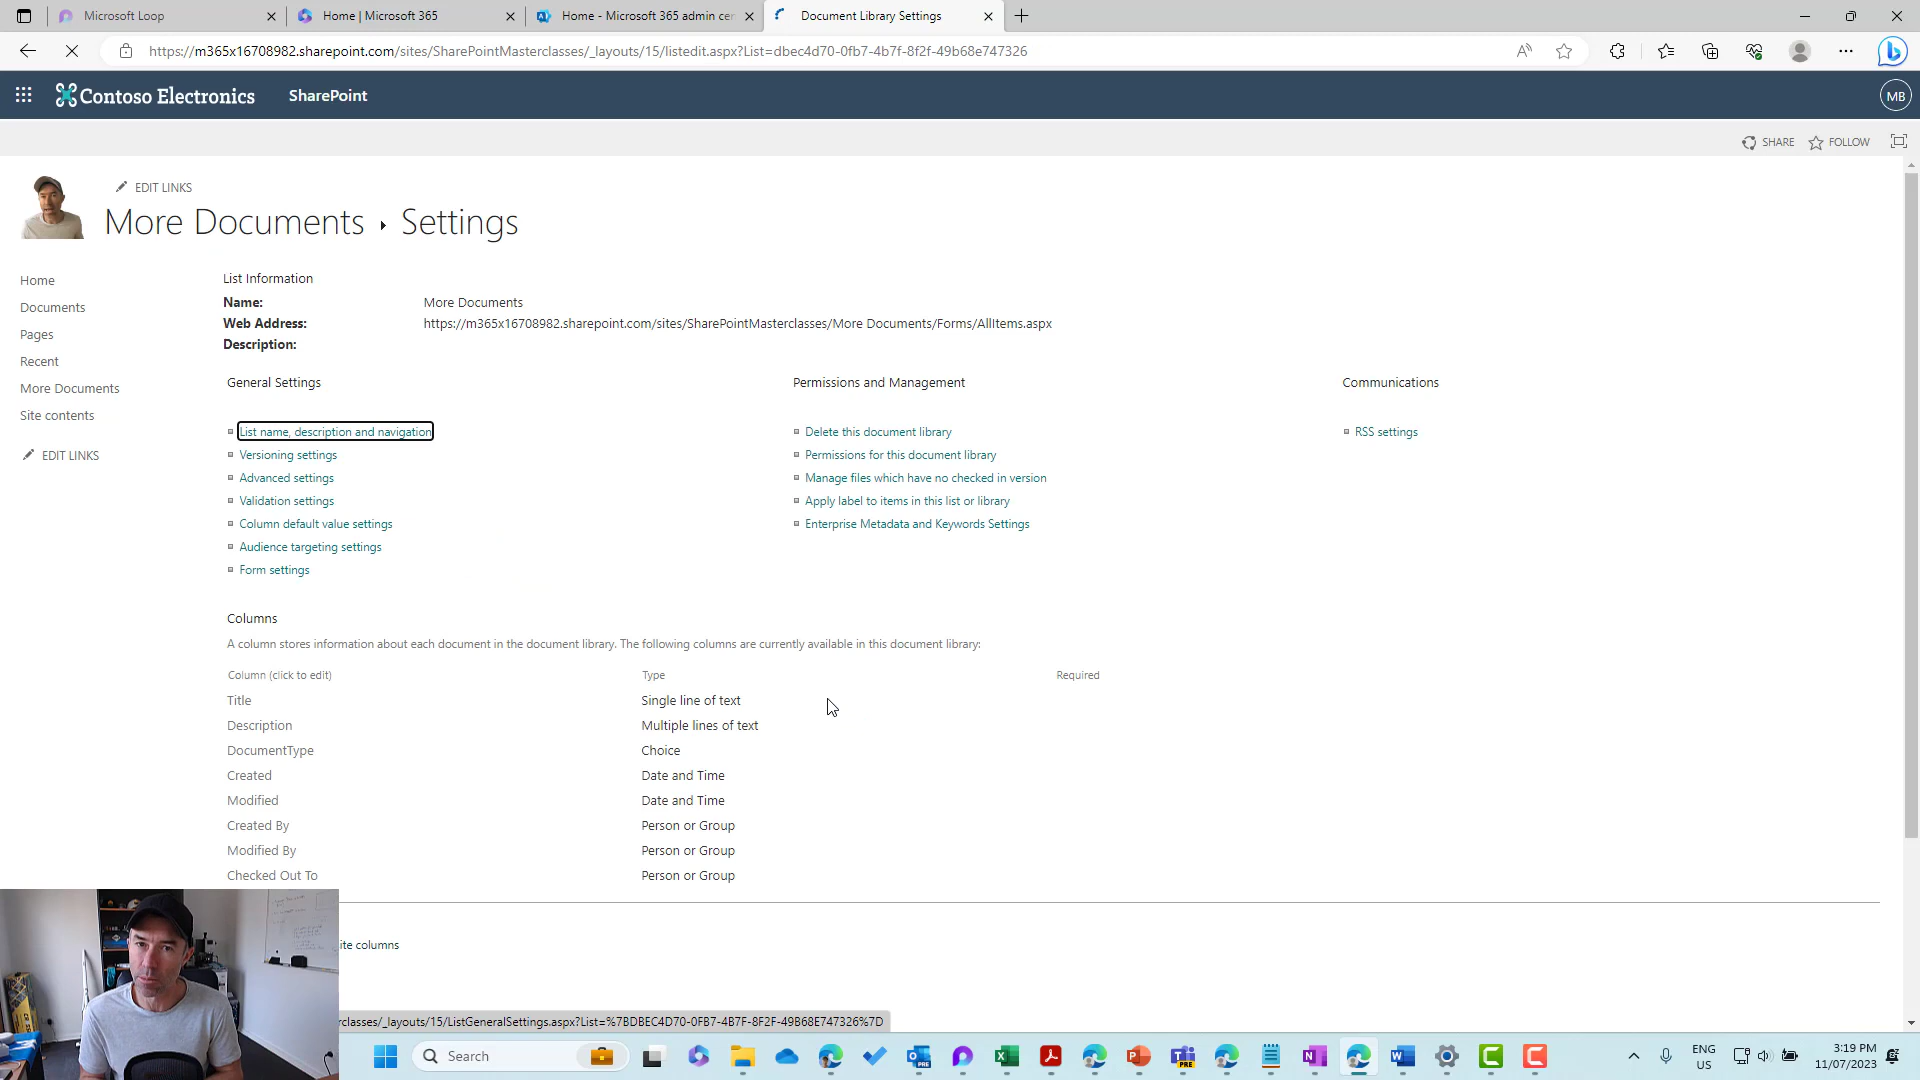 Microsoft Loop
Home | Microsoft 365
Home - Microsoft 365 admin cen
Document Library Settings
https://m365x16708982.sharepoint.com/sites/SharePointMasterclasses/_layouts/15/listedit.aspx?List=dbec4d70-0fb7-4b7f-8f2f-49b68e747326
Contoso Electronics
SharePoint
MB
SHARE
FOLLOW
EDIT LINKS
More Documents
Settings
Home
Documents
Pages
Recent
More Documents
Site contents
EDIT LINKS
List Information
Name: More Documents
Web Address: https://m365x16708982.sharepoint.com/sites/SharePointMasterclasses/More Documents/Forms/AllItems.aspx
Description:
General Settings
List name, description and navigation
Versioning settings
Advanced settings
Validation settings
Column default value settings
Audience targeting settings
Form settings
Permissions and Management
Delete this document library
Permissions for this document library
Manage files which have no checked in version
Apply label to items in this list or library
Enterprise Metadata and Keywords Settings
Communications
RSS settings
Columns
A column stores information about each document in the document library. The following columns are currently available in this document library:
Column (click to edit) Type Required
Title Single line of text
Description Multiple lines of text
DocumentType Choice
Created Date and Time
Modified Date and Time
Created By Person or Group
Modified By Person or Group
Checked Out To Person or Group
ite columns
rclasses/_layouts/15/ListGeneralSettings.aspx?List=%7BDBEC4D70-0FB7-4B7F-8F2F-49B68E747326%7D
Search
ENG
US
3:19 PM
11/07/2023